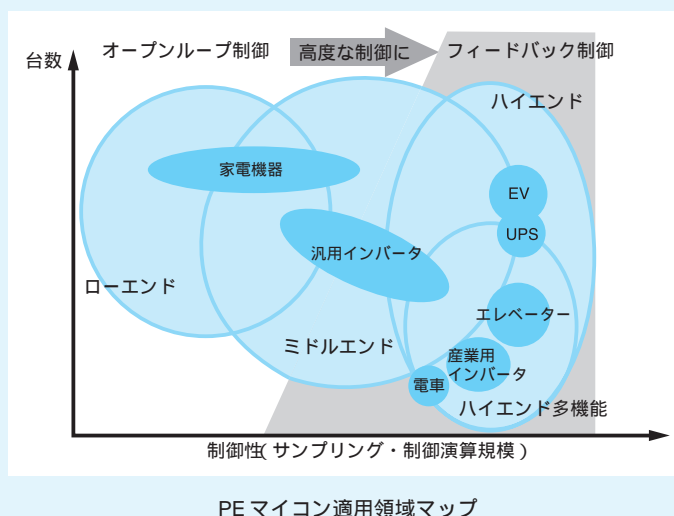 オープンループ制御
高度な制御に
フィードバック制御
台数
ハイエンド
家電機器
EV
UPS
汎用インバータ
ローエンド
エレベーター
ミドルエンド
産業用
インバータ
電車
ハイエンド多機能
制御性(サンプリング・制御演算規模)
PE マイコン適用領域マップ